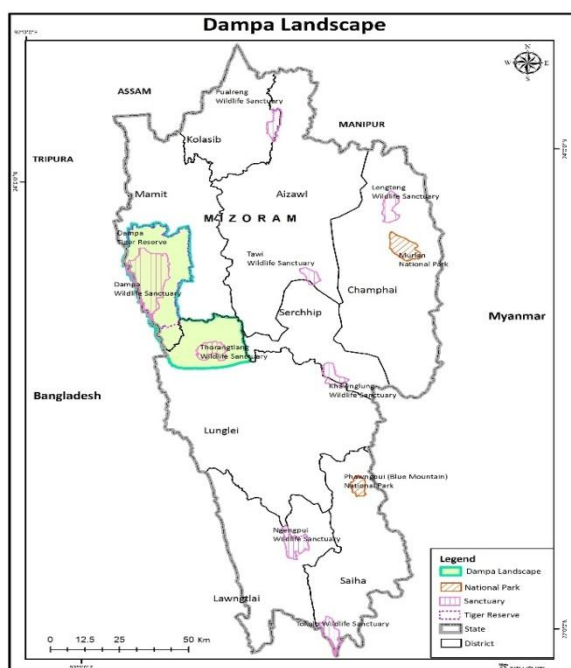 Dampa Landscape
N
W E
S
ASSAM
Pualreng
Wildlife Sanctuary
MANIPUR
Kolasib
TRIPURA
Mamit
Aizawl
Lengteng
Wildlife Sanctuary
MIZORAM
Dampa
Tiger Reserve
Murlen
National Park
Tawi
Wildlife Sanctuary
Dampa
Wildlife Sanctuary
Champhai
Serchhip
Myanmar
Thorangtlang
Wildlife Sanctuary
Khawnglung
Wildlife Sanctuary
Bangladesh
Lunglei
Phawngpui (Blue Mountain)
National Park
Ngengpui
Wildlife Sanctuary
Saiha
Lawngtlai
Wildlife Sanctuary
0 12.5 25 50 Km
Legend
Dampa Landscape
National Park
Sanctuary
Tiger Reserve
State
District